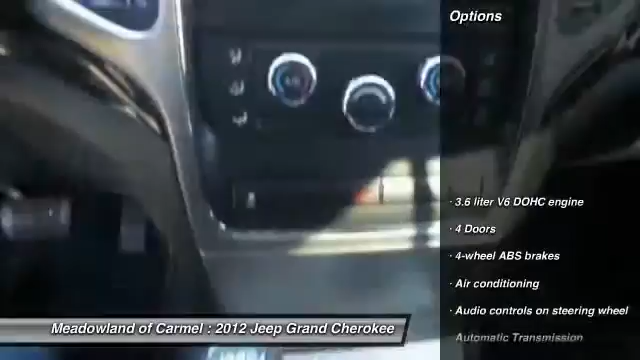 Options
· 3.6 liter V6 DOHC engine
· 4 Doors
· 4-wheel ABS brakes
· Air conditioning
· Audio controls on steering wheel
Automatic Transmission
Meadowland of Carmel : 2012 Jeep Grand Cherokee